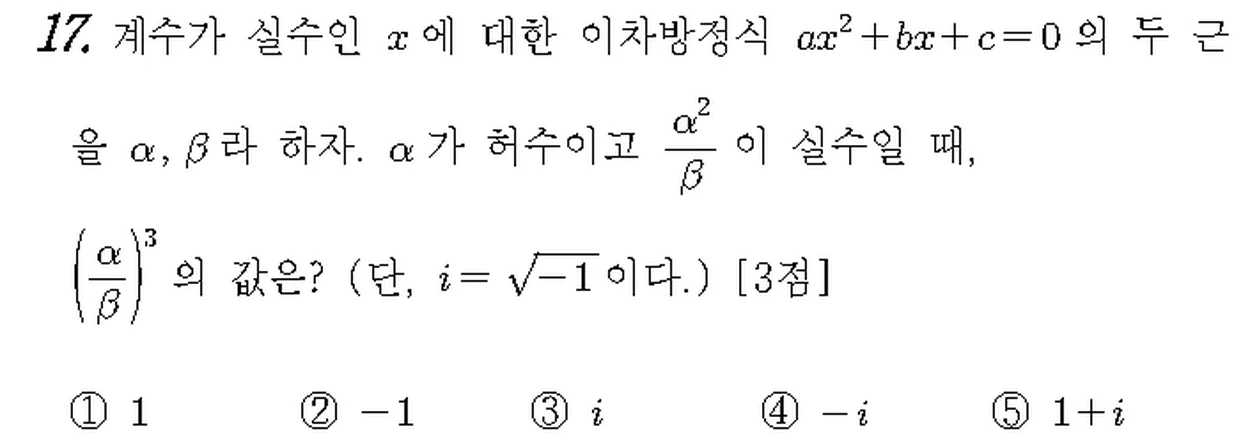 17. 계수가 실수인 x에 대한 이차방정식 ax²+bx+c=0의 두 근
을 α, β라 하자. α가 허수이고 α²/β 이 실수일 때,
(α/β)³의 값은? (단, i=√-1이다.) [3점]
① 1 ② -1 ③ i ④ -i ⑤ 1+i